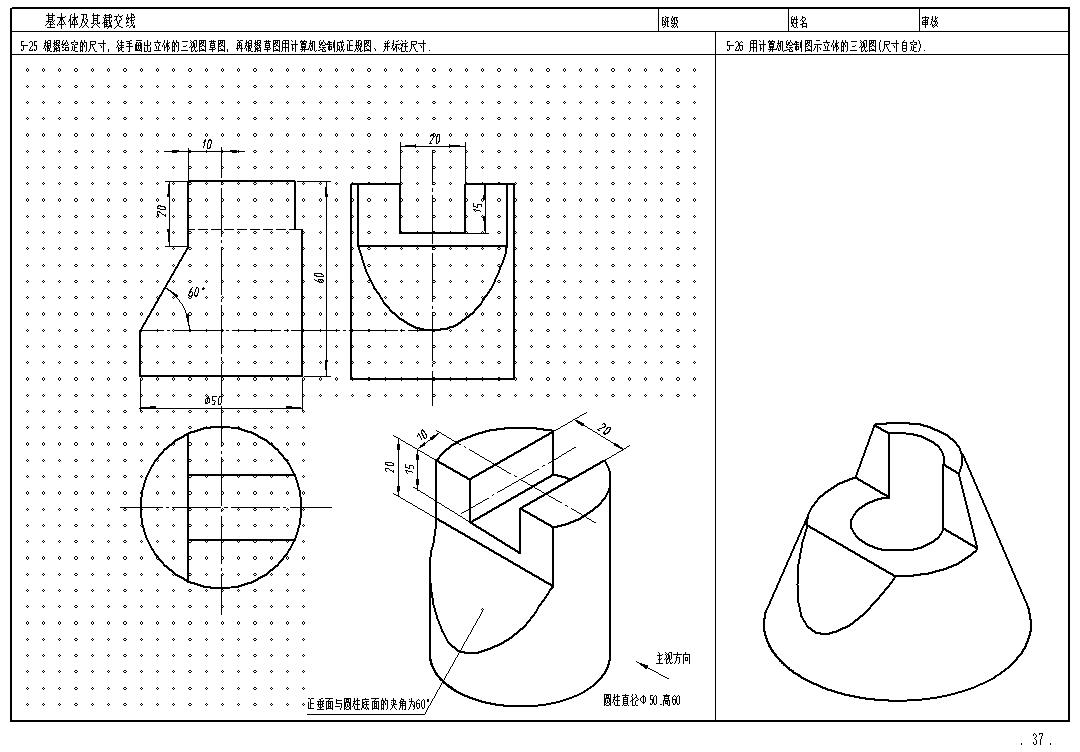 基本体及其截交线 班级 姓名 审核
5-25 根据给定的尺寸, 徒手画出立体的三视图草图, 再根据草图用计算机绘制成正规图、并标注尺寸.
5-26 用计算机绘制图示立体的三视图(尺寸自定).
10
20
20°
15
60
60°
Φ50
10
20
20
15
主视方向
正垂面与圆柱底面的夹角为60°
圆柱直径Φ50,高60
. 37 .